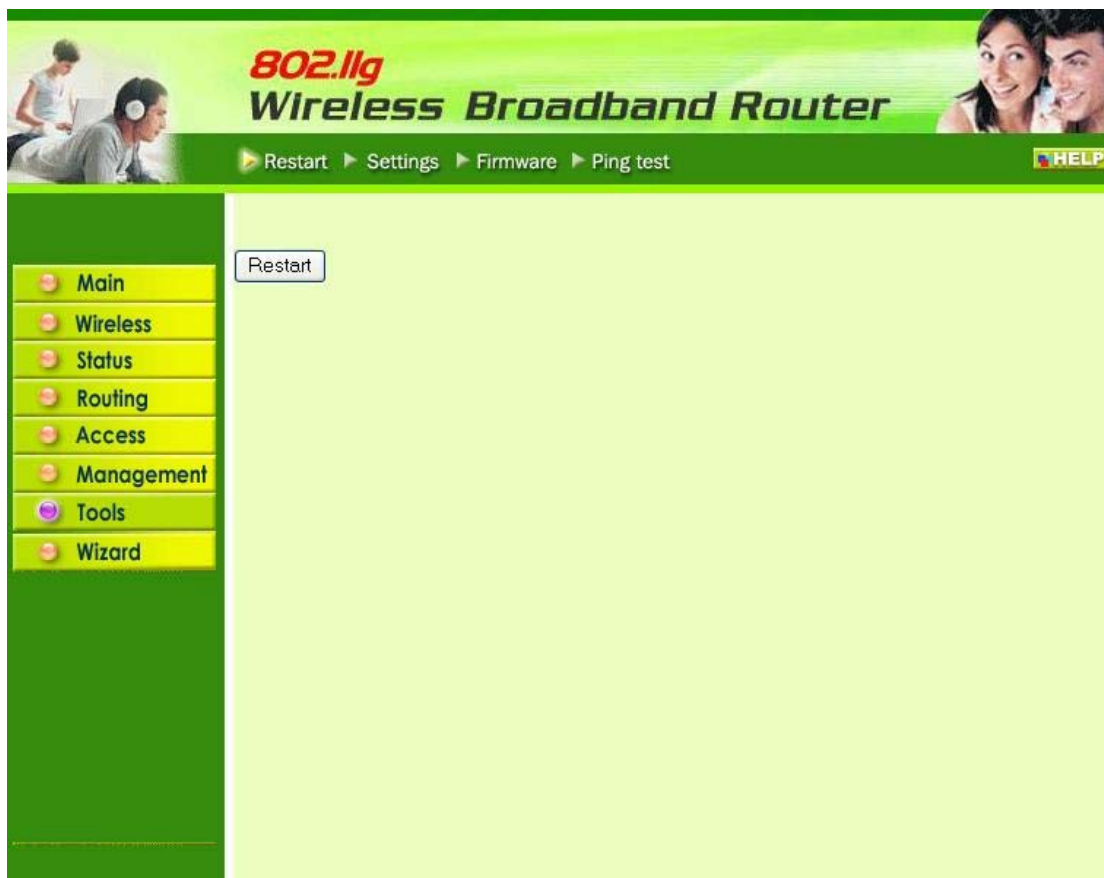 802.11g
Wireless Broadband Router
Restart Settings Firmware Ping test
HELP
Restart
Main
Wireless
Status
Routing
Access
Management
Tools
Wizard